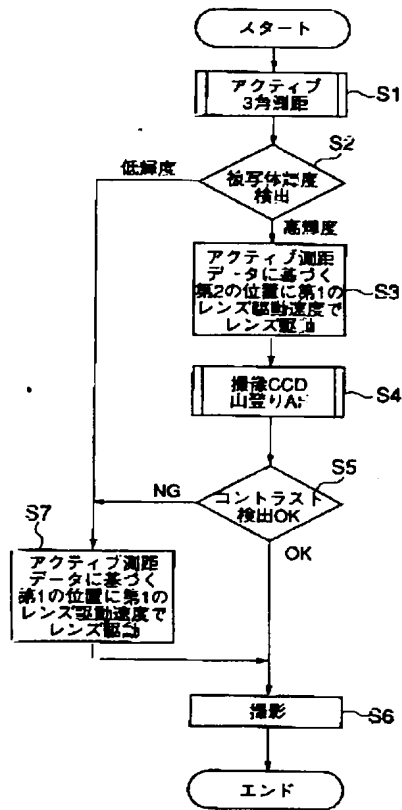 スタート
アクティブ
3角測距
S1
S2
被写体輝度
検出
低輝度
高輝度
アクティブ測距
データに基づく
第2の位置に第1の
レンズ駆動速度で
レンズ駆動
S3
撮像CCD
山登りAF
S4
S5
コントラスト
検出OK
NG
OK
S7
アクティブ測距
データに基づく
第1の位置に第1の
レンズ駆動速度で
レンズ駆動
撮影
S6
エンド